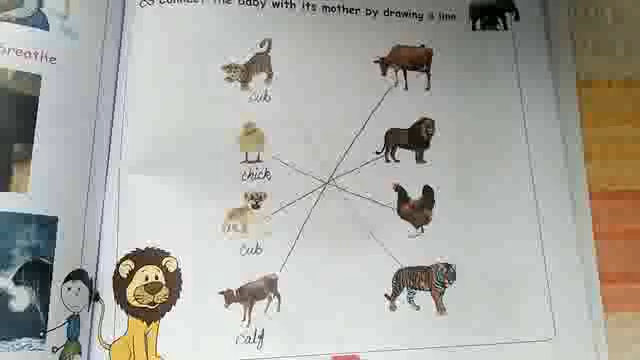 Connect the baby with its mother by drawing a line
Breathe
cub
chick
cub
calf